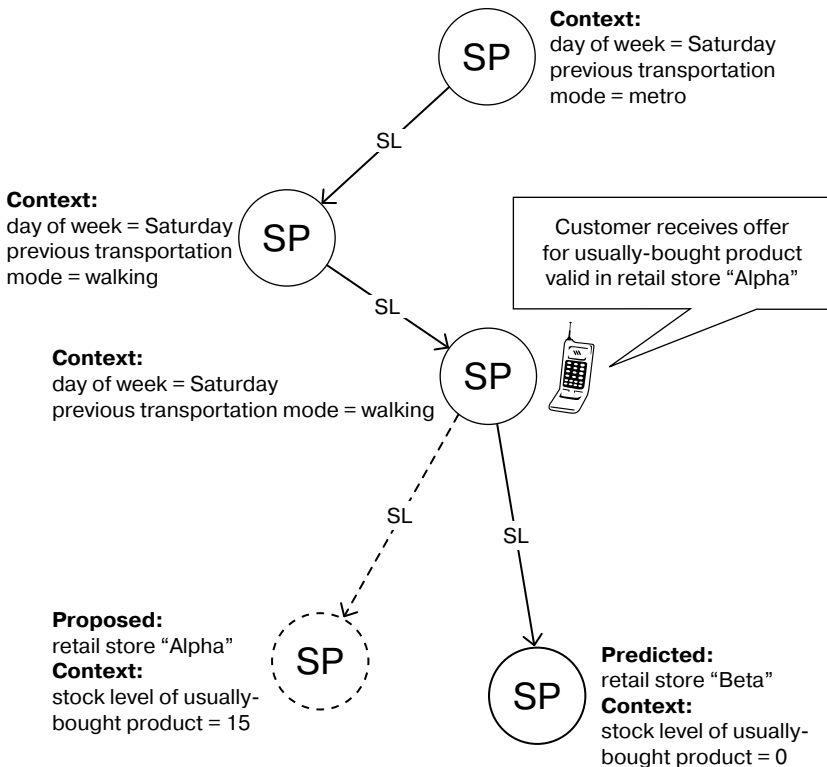 SP
Context:
day of week = Saturday
previous transportation
mode = metro
SL
Context:
day of week = Saturday
previous transportation
mode = walking
SP
Customer receives offer
for usually-bought product
valid in retail store “Alpha”
SL
Context:
day of week = Saturday
previous transportation mode = walking
SP
SL
SL
Proposed:
retail store “Alpha”
Context:
stock level of usually-
bought product = 15
SP
SP
Predicted:
retail store “Beta”
Context:
stock level of usually-
bought product = 0